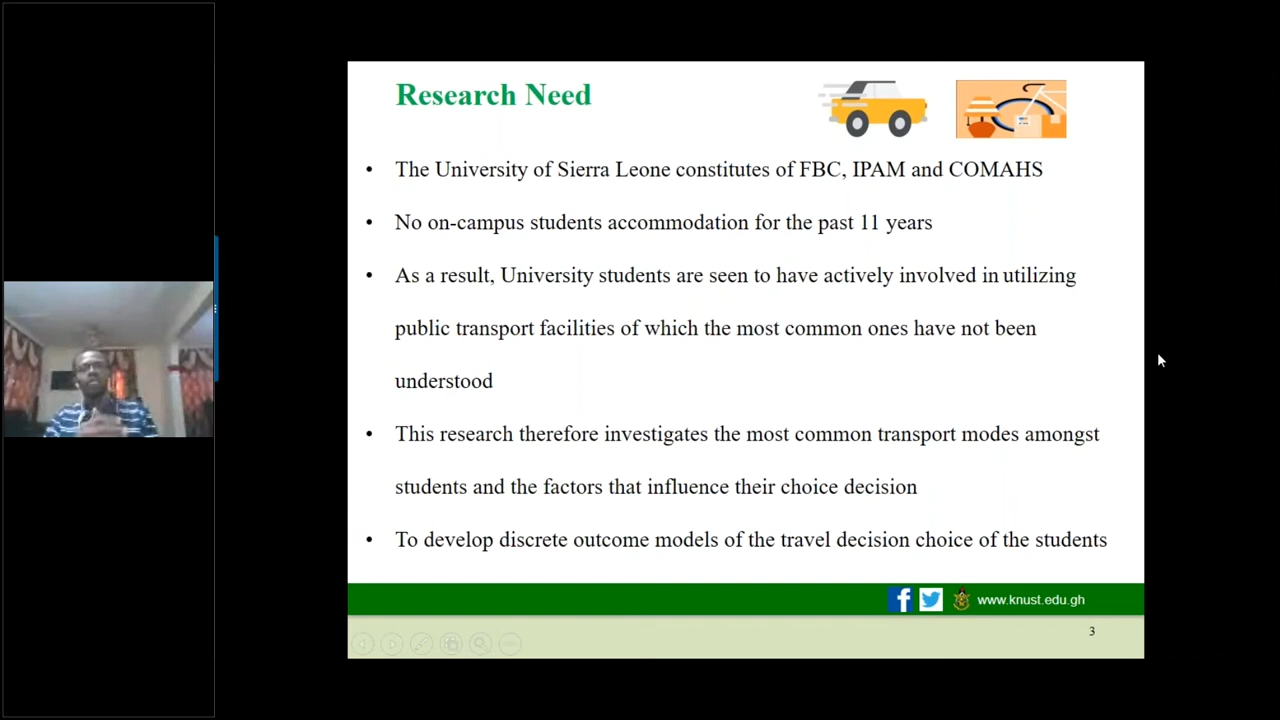 Research Need
• The University of Sierra Leone constitutes of FBC, IPAM and COMAHS
• No on-campus students accommodation for the past 11 years
• As a result, University students are seen to have actively involved in utilizing
public transport facilities of which the most common ones have not been
understood
• This research therefore investigates the most common transport modes amongst
students and the factors that influence their choice decision
• To develop discrete outcome models of the travel decision choice of the students
www.knust.edu.gh
3